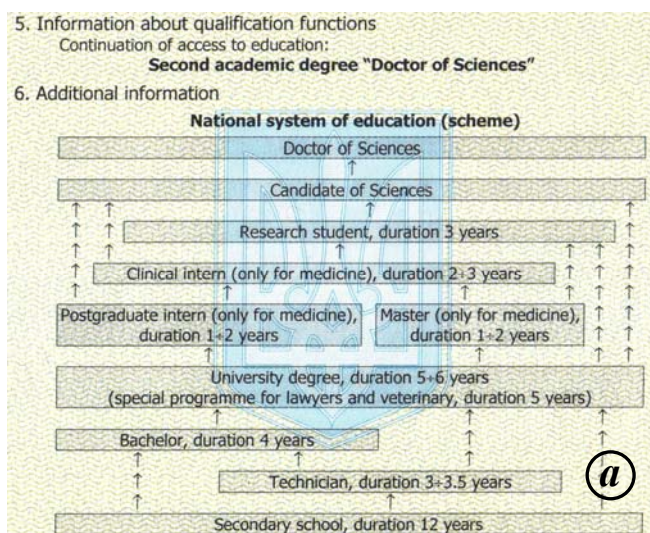 5. Information about qualification functions
Continuation of access to education:
Second academic degree “Doctor of Sciences”
6. Additional information
National system of education (scheme)
Doctor of Sciences
Candidate of Sciences
Research student, duration 3 years
Clinical intern (only for medicine), duration 2÷3 years
Postgraduate intern (only for medicine),
duration 1÷2 years
Master (only for medicine),
duration 1÷2 years
University degree, duration 5÷6 years
(special programme for lawyers and veterinary, duration 5 years)
Bachelor, duration 4 years
Technician, duration 3÷3.5 years
a
Secondary school, duration 12 years